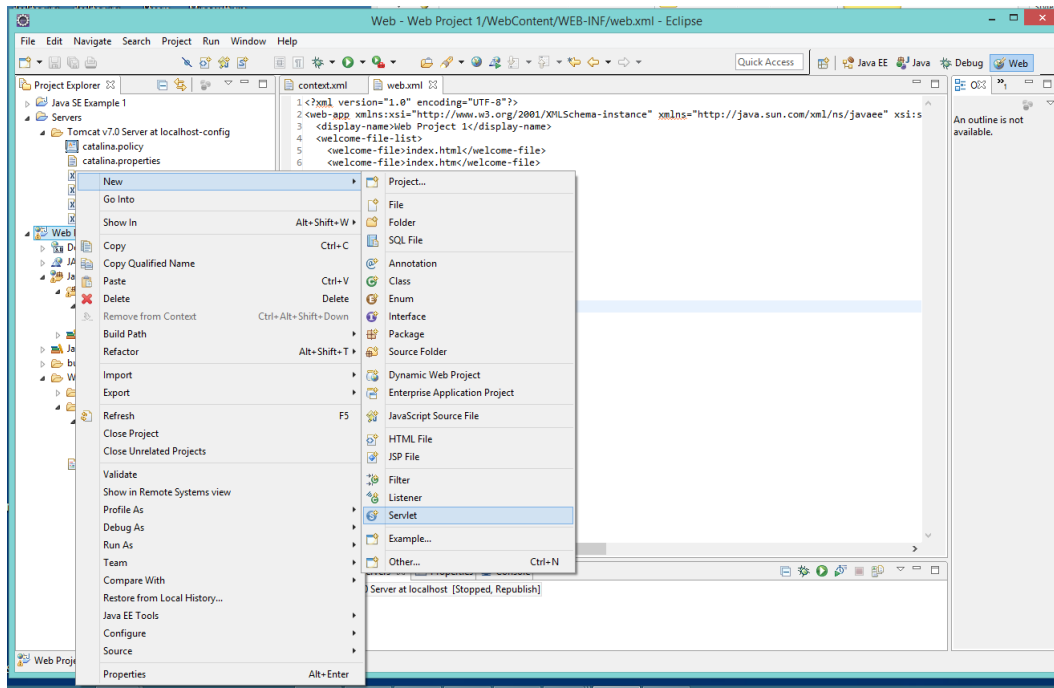 Web - Web Project 1/WebContent/WEB-INF/web.xml - Eclipse
File Edit Navigate Search Project Run Window Help
Quick Access Java EE Java Debug Web
Project Explorer
context.xml web.xml
Java SE Example 1
Servers
Tomcat v7.0 Server at localhost-config
catalina.policy
catalina.properties
Web
1 <?xml version="1.0" encoding="UTF-8"?>
2 <web-app xmlns:xsi="http://www.w3.org/2001/XMLSchema-instance" xmlns="http://java.sun.com/xml/ns/javaee" xsi:s
3 <display-name>Web Project 1</display-name>
4 <welcome-file-list>
5 <welcome-file>index.html</welcome-file>
6 <welcome-file>index.htm</welcome-file>
An outline is not
available.
New
Go Into
Show In Alt+Shift+W
Copy Ctrl+C
Copy Qualified Name
Paste Ctrl+V
Delete Delete
Remove from Context Ctrl+Alt+Shift+Down
Build Path
Refactor Alt+Shift+T
Import
Export
Refresh F5
Close Project
Close Unrelated Projects
Validate
Show in Remote Systems view
Profile As
Debug As
Run As
Team
Compare With
Restore from Local History...
Java EE Tools
Configure
Source
Properties Alt+Enter
Project...
File
Folder
SQL File
Annotation
Class
Enum
Interface
Package
Source Folder
Dynamic Web Project
Enterprise Application Project
JavaScript Source File
HTML File
JSP File
Filter
Listener
Servlet
Example...
Other... Ctrl+N
Server at localhost [Stopped, Republish]
Web Proje